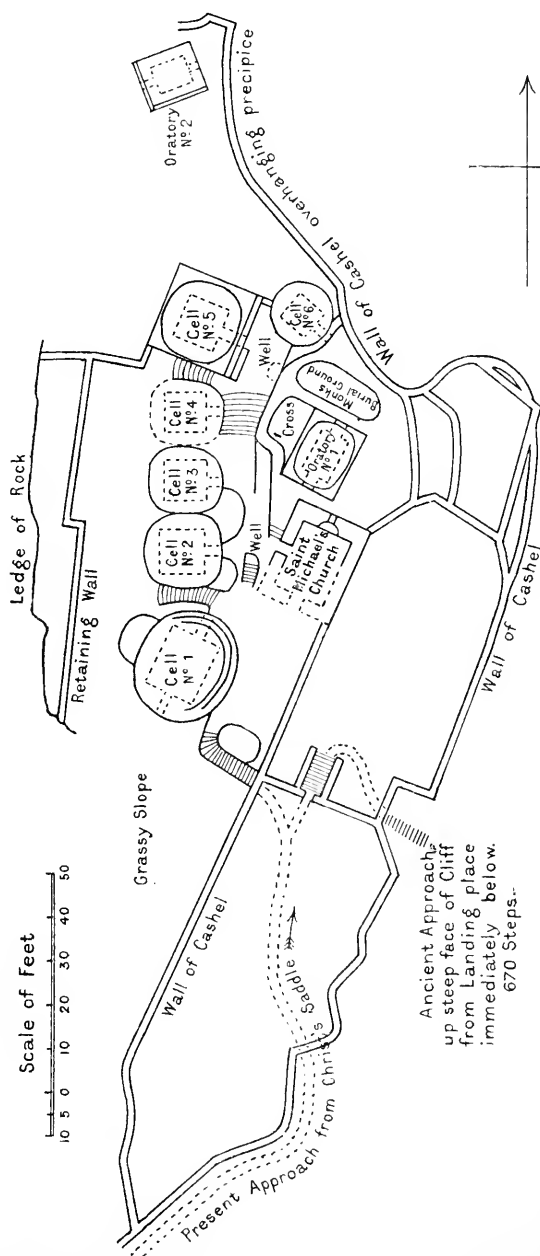 Oratory
Nº 2
Wall of Cashel overhanging precipice
Ledge of Rock
Retaining Wall
Cell
Nº 5
Cell
Nº 6
Well
Cell
Nº 4
Monks
Burial Ground
Cross
Oratory
Nº 1
Cell
Nº 3
Cell
Nº 2
Well
Saint
Michael's
Church
Cell
Nº 1
Wall of Cashel
Grassy Slope
Wall of Cashel
Scale of Feet
10 5 0 10 20 30 40 50
Present Approach from Christ's Saddle
Ancient Approach,
up steep face of Cliff
from Landing place
immediately below.
670 Steps.-